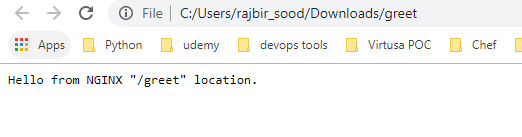 File | C:/Users/rajbir_sood/Downloads/greet
Apps Python udemy devops tools Virtusa POC Chef
Hello from NGINX "/greet" location.